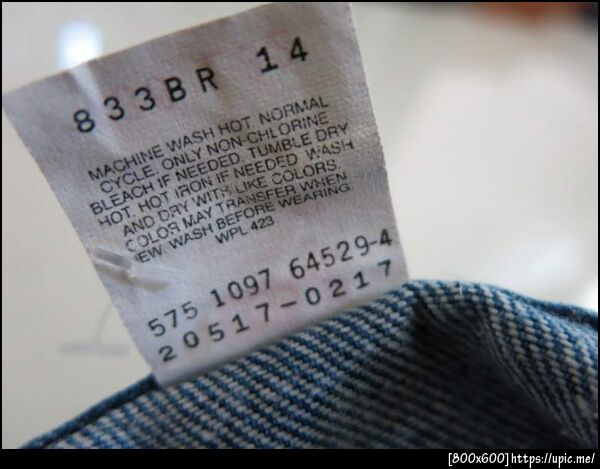 833BR 14
MACHINE WASH HOT. NORMAL
CYCLE. ONLY NON-CHLORINE
BLEACH IF NEEDED. TUMBLE DRY
HOT. HOT IRON IF NEEDED. WASH
AND DRY WITH LIKE COLORS.
COLOR MAY TRANSFER WHEN
EW. WASH BEFORE WEARING.
WPL 423
575 1097 64529-4
20517-0217
[800x600]https://upic.me/